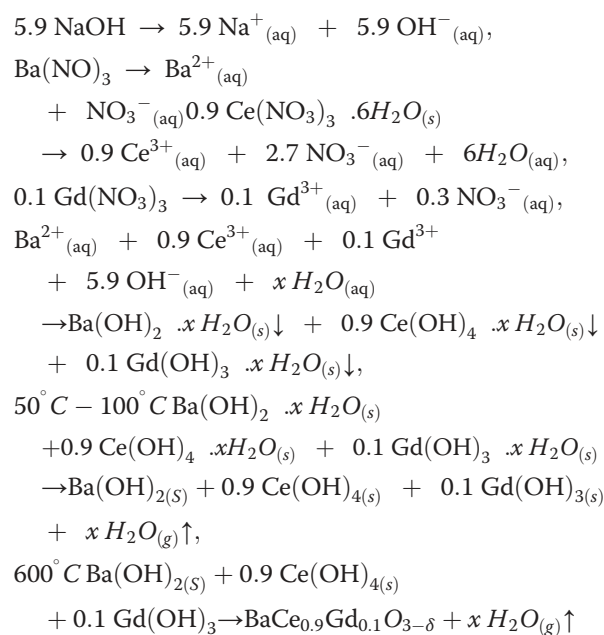 5.9 NaOH → 5.9 Na⁺₍aq₎ + 5.9 OH⁻₍aq₎,
Ba(NO)₃ → Ba²⁺₍aq₎
+ NO₃⁻₍aq₎0.9 Ce(NO₃)₃ .6H₂O₍s₎
→ 0.9 Ce³⁺₍aq₎ + 2.7 NO₃⁻₍aq₎ + 6H₂O₍aq₎,
0.1 Gd(NO₃)₃ → 0.1 Gd³⁺₍aq₎ + 0.3 NO₃⁻₍aq₎,
Ba²⁺₍aq₎ + 0.9 Ce³⁺₍aq₎ + 0.1 Gd³⁺
+ 5.9 OH⁻₍aq₎ + x H₂O₍aq₎
→Ba(OH)₂ .x H₂O₍s₎↓ + 0.9 Ce(OH)₄ .x H₂O₍s₎↓
+ 0.1 Gd(OH)₃ .x H₂O₍s₎↓,
50°C − 100°C Ba(OH)₂ .x H₂O₍s₎
+0.9 Ce(OH)₄ .xH₂O₍s₎ + 0.1 Gd(OH)₃ .x H₂O₍s₎
→Ba(OH)₂₍S₎ + 0.9 Ce(OH)₄₍s₎ + 0.1 Gd(OH)₃₍s₎
+ x H₂O₍g₎↑,
600°C Ba(OH)₂₍S₎ + 0.9 Ce(OH)₄₍s₎
+ 0.1 Gd(OH)₃→BaCe₀.₉Gd₀.₁O₃₋δ + x H₂O₍g₎↑